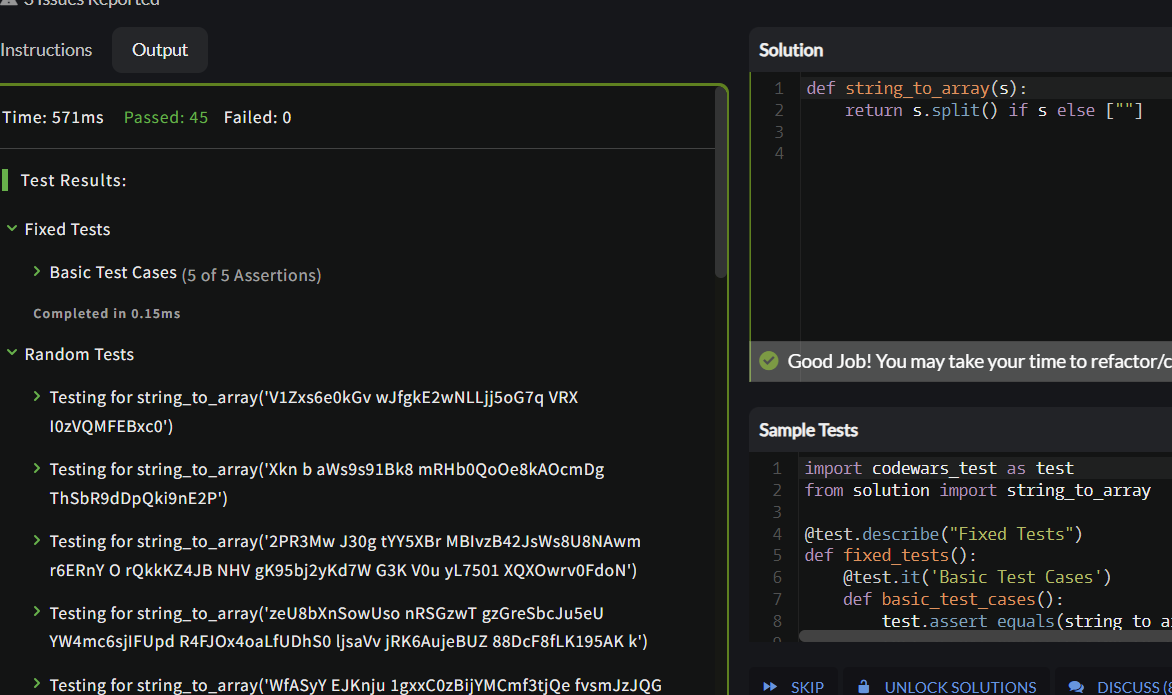 3 Issues Reported
Instructions
Output
Time: 571ms Passed: 45 Failed: 0
Test Results:
Fixed Tests
Basic Test Cases (5 of 5 Assertions)
Completed in 0.15ms
Random Tests
Testing for string_to_array('V1Zxs6e0kGv wJfgkE2wNLLjj5oG7q VRX
I0zVQMFEBxc0')
Testing for string_to_array('Xkn b aWs9s91Bk8 mRHb0QoOe8kAOcmDg
ThSbR9dDpQki9nE2P')
Testing for string_to_array('2PR3Mw J30g tYY5XBr MBIvzB42JsWs8U8NAwm
r6ERnY O rQkkKZ4JB NHV gK95bj2yKd7W G3K V0u yL7501 XQXOwrv0FdoN')
Testing for string_to_array('zeU8bXnSowUso nRSGzwT gzGreSbcJu5eU
YW4mc6sjIFUpd R4FJOx4oaLfUDhS0 ljsaVv jRK6AujeBUZ 88DcF8fLK195AK k')
Testing for string_to_array('WfASyY EJKnju 1gxxC0zBijYMCmf3tjQe fvsmJzJQG
Solution
1 def string_to_array(s):
2 return s.split() if s else [""]
3
4
Good Job! You may take your time to refactor/c
Sample Tests
1 import codewars_test as test
2 from solution import string_to_array
3
4 @test.describe("Fixed Tests")
5 def fixed_tests():
6 @test.it('Basic Test Cases')
7 def basic_test_cases():
8 test.assert_equals(string_to_a
SKIP
UNLOCK SOLUTIONS
DISCUSS (